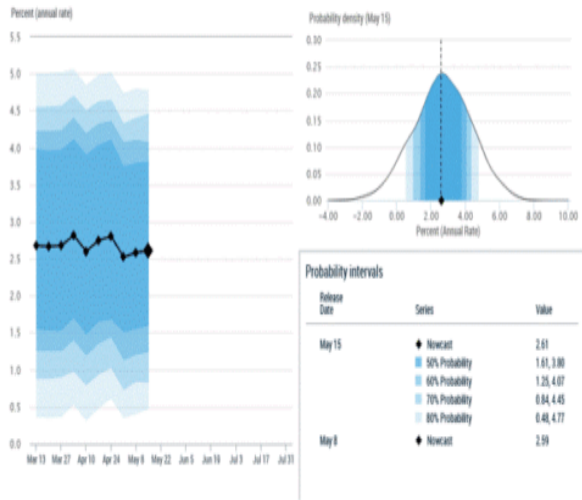 Percent (annual rate)
5.5
5.0
4.5
4.0
3.5
3.0
2.5
2.0
1.5
1.0
0.5
0.0
Mar 13 Mar 27 Apr 10 Apr 24 May 8 May 22 Jun 5 Jun 16 Jul 3 Jul 17 Jul 31
Probability density (May 15)
0.30
0.25
0.20
0.15
0.10
0.05
0.00
-4.00 -2.00 0.00 2.00 4.00 6.00 8.00 10.00
Percent (Annual Rate)
Probability intervals
Release
Date Series Value
May 15 Nowcast 2.61
50% Probability 1.61, 3.80
60% Probability 1.25, 4.07
70% Probability 0.84, 4.45
80% Probability 0.48, 4.77
May 8 Nowcast 2.59